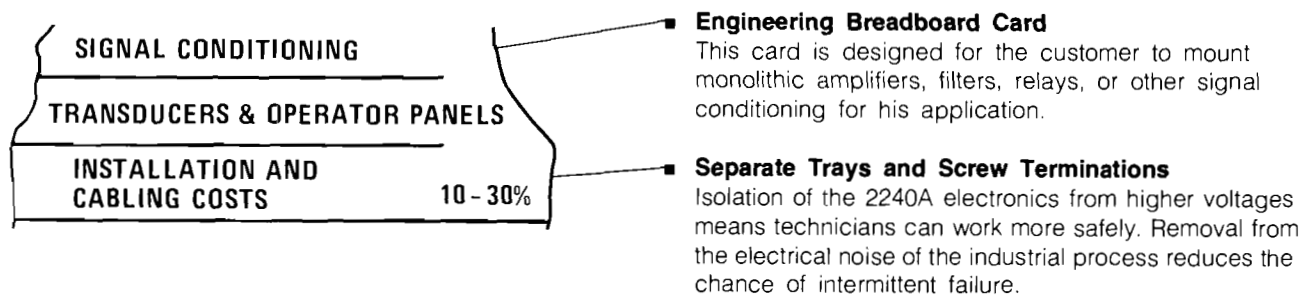 SIGNAL CONDITIONING
TRANSDUCERS & OPERATOR PANELS
INSTALLATION AND
CABLING COSTS 10-30%
■ Engineering Breadboard Card
This card is designed for the customer to mount
monolithic amplifiers, filters, relays, or other signal
conditioning for his application.
■ Separate Trays and Screw Terminations
Isolation of the 2240A electronics from higher voltages
means technicians can work more safely. Removal from
the electrical noise of the industrial process reduces the
chance of intermittent failure.